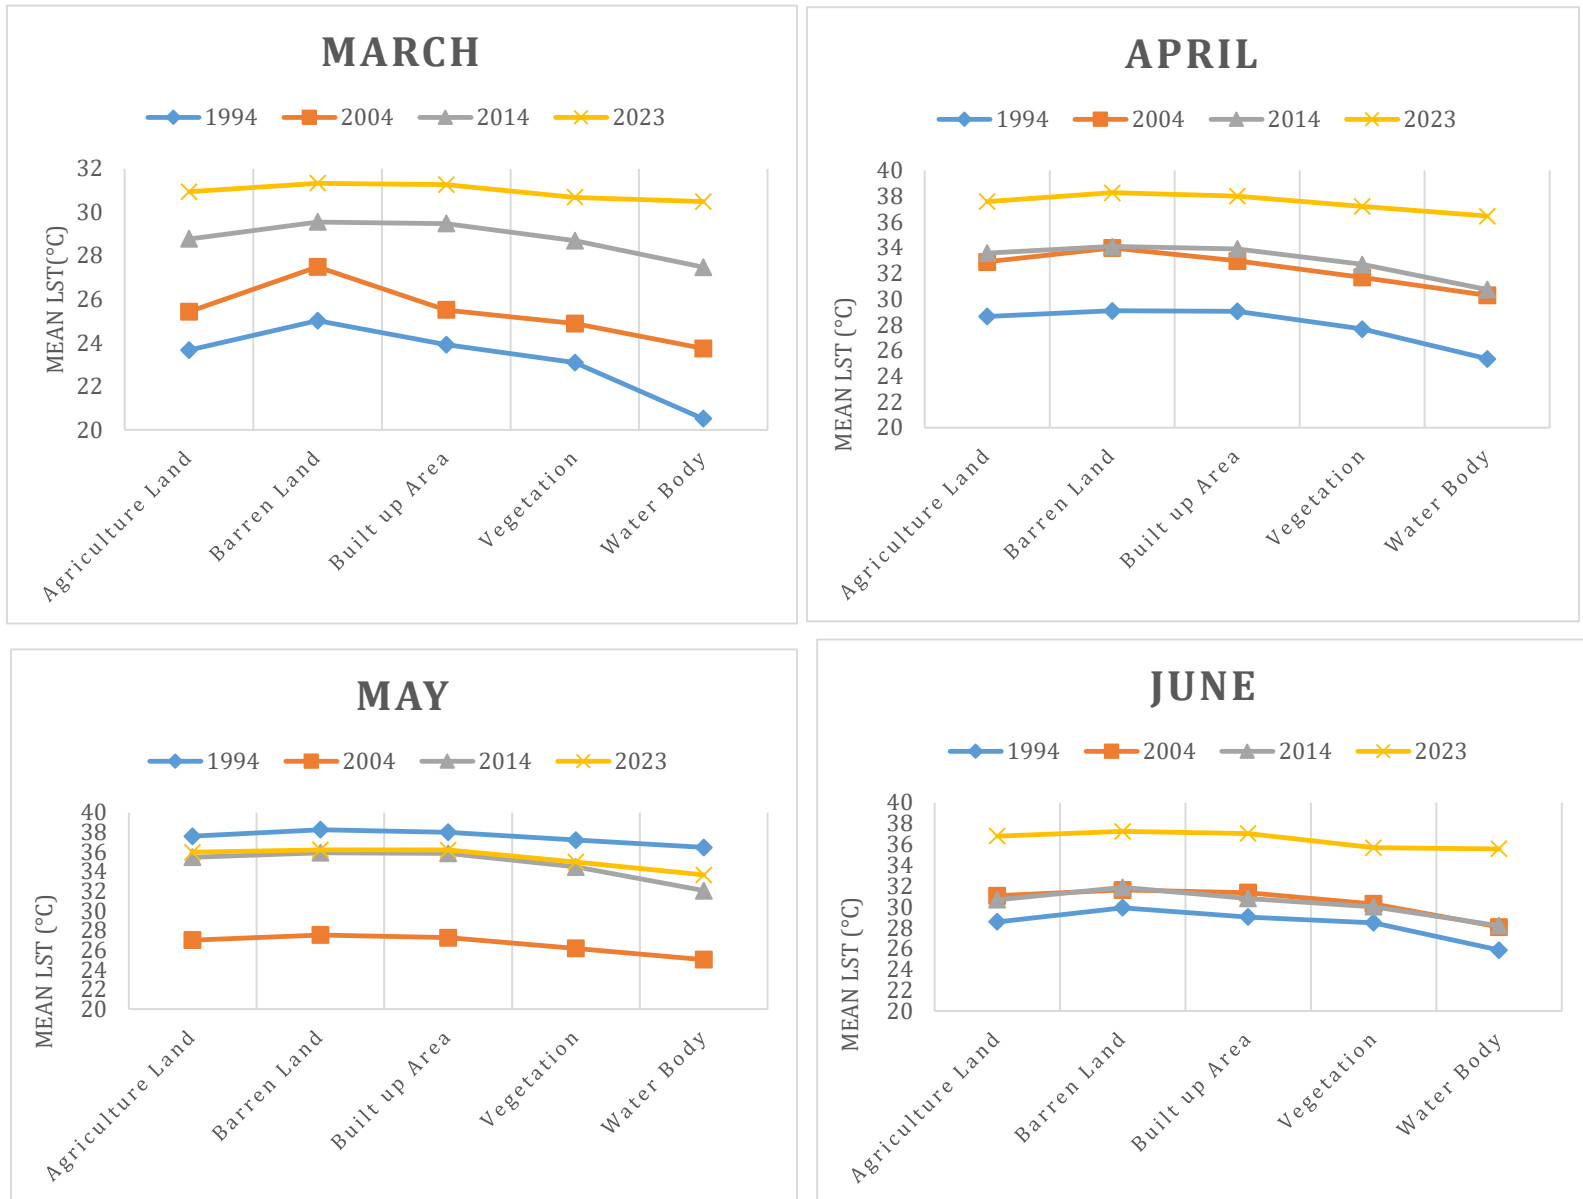 MARCH
1994 2004 2014 2023
MEAN LST(°C)
32
30
28
26
24
22
20
Agriculture Land
Barren Land
Built up Area
Vegetation
Water Body
APRIL
1994 2004 2014 2023
MEAN LST (°C)
40
38
36
34
32
30
28
26
24
22
20
Agriculture Land
Barren Land
Built up Area
Vegetation
Water Body
MAY
1994 2004 2014 2023
MEAN LST (°C)
40
38
36
34
32
30
28
26
24
22
20
Agriculture Land
Barren Land
Built up Area
Vegetation
Water Body
JUNE
1994 2004 2014 2023
MEAN LST (°C)
40
38
36
34
32
30
28
26
24
22
20
Agriculture Land
Barren Land
Built up Area
Vegetation
Water Body